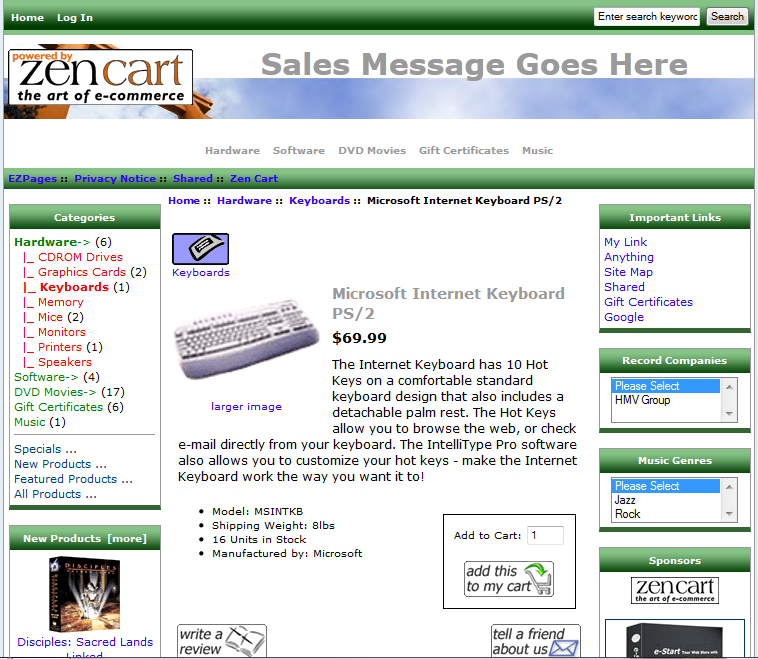 Home Log In
Enter search keyword Search
powered by
zen cart
the art of e-commerce
Sales Message Goes Here
Hardware Software DVD Movies Gift Certificates Music
EZPages :: Privacy Notice :: Shared :: Zen Cart
Home :: Hardware :: Keyboards :: Microsoft Internet Keyboard PS/2
Categories
Hardware-> (6)
|_ CDROM Drives
|_ Graphics Cards (2)
|_ Keyboards (1)
|_ Memory
|_ Mice (2)
|_ Monitors
|_ Printers (1)
|_ Speakers
Software-> (4)
DVD Movies-> (17)
Gift Certificates (6)
Music (1)
Specials ...
New Products ...
Featured Products ...
All Products ...
New Products [more]
DISCIPLES
Disciples: Sacred Lands
Linked
Keyboards
Microsoft Internet Keyboard
PS/2
$69.99
larger image
The Internet Keyboard has 10 Hot
Keys on a comfortable standard
keyboard design that also includes a
detachable palm rest. The Hot Keys
allow you to browse the web, or check
e-mail directly from your keyboard. The IntelliType Pro software
also allows you to customize your hot keys - make the Internet
Keyboard work the way you want it to!
• Model: MSINTKB
• Shipping Weight: 8lbs
• 16 Units in Stock
• Manufactured by: Microsoft
Add to Cart: 1
add this
to my cart
write a
review
tell a friend
about us
Important Links
My Link
Anything
Site Map
Shared
Gift Certificates
Google
Record Companies
Please Select
HMV Group
Music Genres
Please Select
Jazz
Rock
Sponsors
zen cart
the art of e-commerce
e-Start Your Web Store with